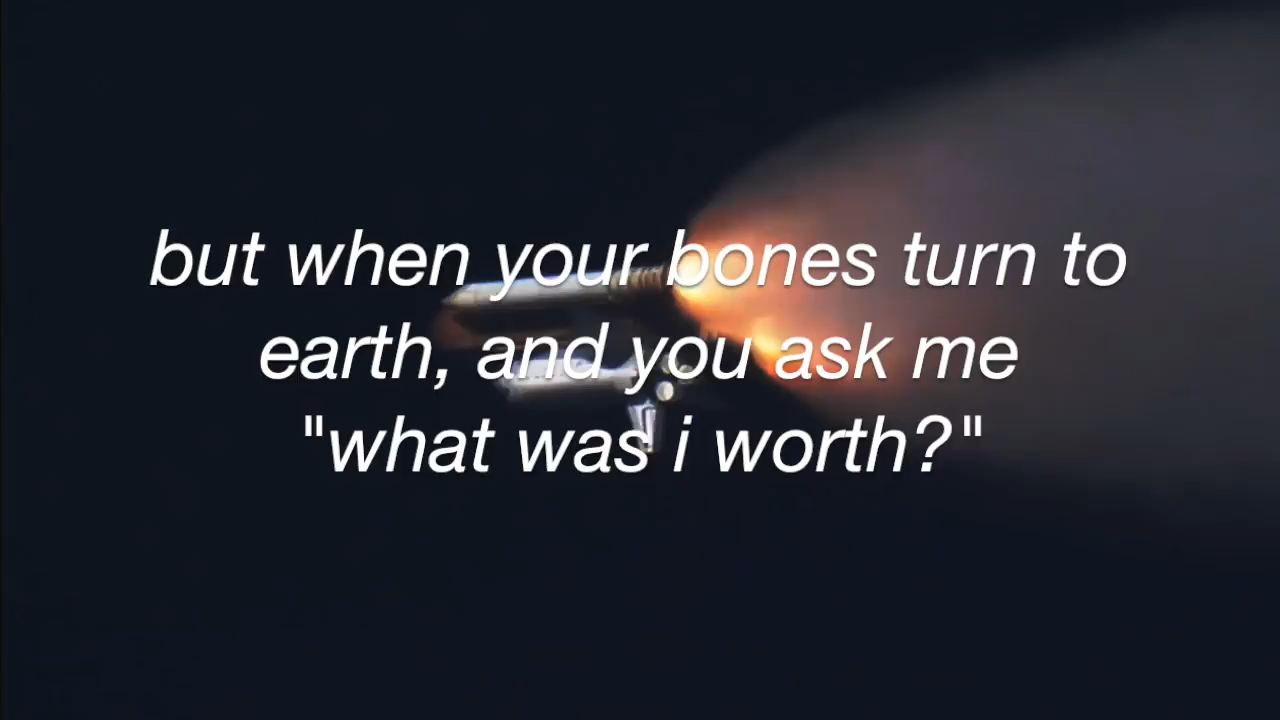 but when your bones turn to
earth, and you ask me
"what was i worth?"